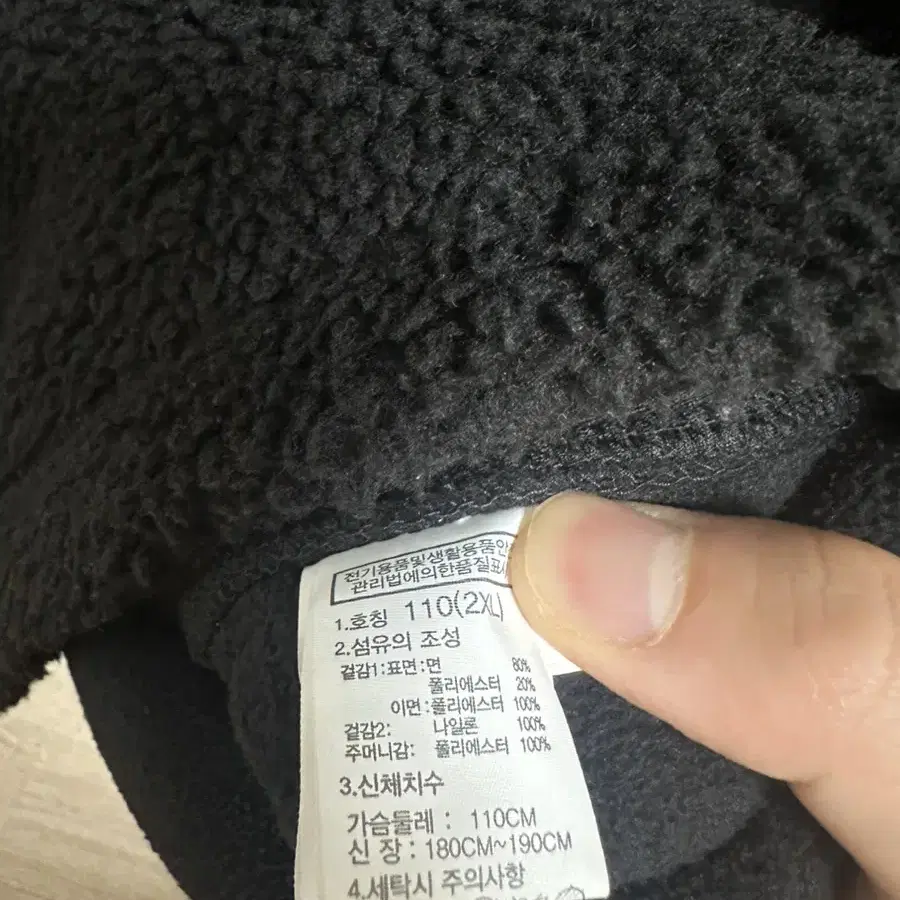 전기용품및생활용품안
관리법에의한품질표시
1.호칭 110(2XL)
2.섬유의 조성
겉감1:표면:면 80%
폴리에스터 20%
이면:폴리에스터 100%
겉감2: 나일론 100%
주머니감: 폴리에스터 100%
3.신체치수
가슴둘레 : 110CM
신 장 : 180CM~190CM
4.세탁시 주의사항